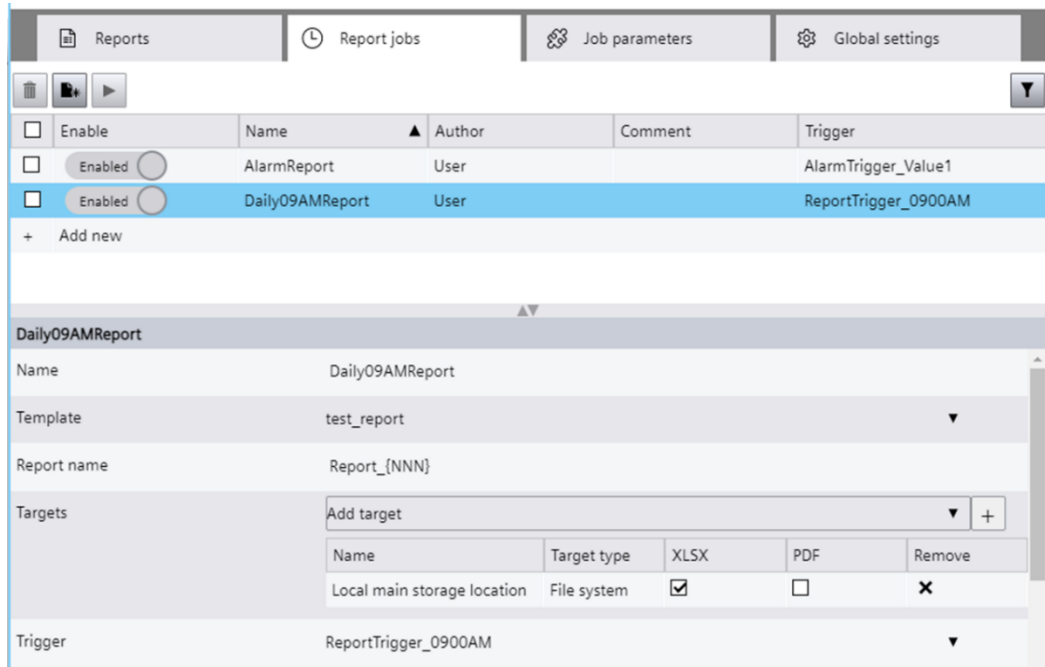 Reports Report jobs Job parameters Global settings
Enable Name ▲ Author Comment Trigger
Enabled AlarmReport User AlarmTrigger_Value1
Enabled Daily09AMReport User ReportTrigger_0900AM
+ Add new
Daily09AMReport
Name Daily09AMReport
Template test_report
Report name Report_{NNN}
Targets Add target +
Name Target type XLSX PDF Remove
Local main storage location File system
Trigger ReportTrigger_0900AM